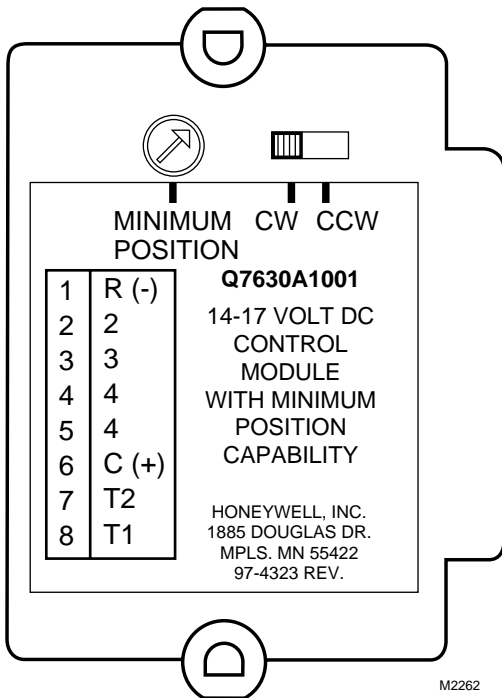 MINIMUM POSITION
CW CCW
1 R (-)
2 2
3 3
4 4
5 4
6 C (+)
7 T2
8 T1
Q7630A1001
14-17 VOLT DC
CONTROL
MODULE
WITH MINIMUM
POSITION
CAPABILITY
HONEYWELL, INC.
1885 DOUGLAS DR.
MPLS. MN 55422
97-4323 REV.
M2262